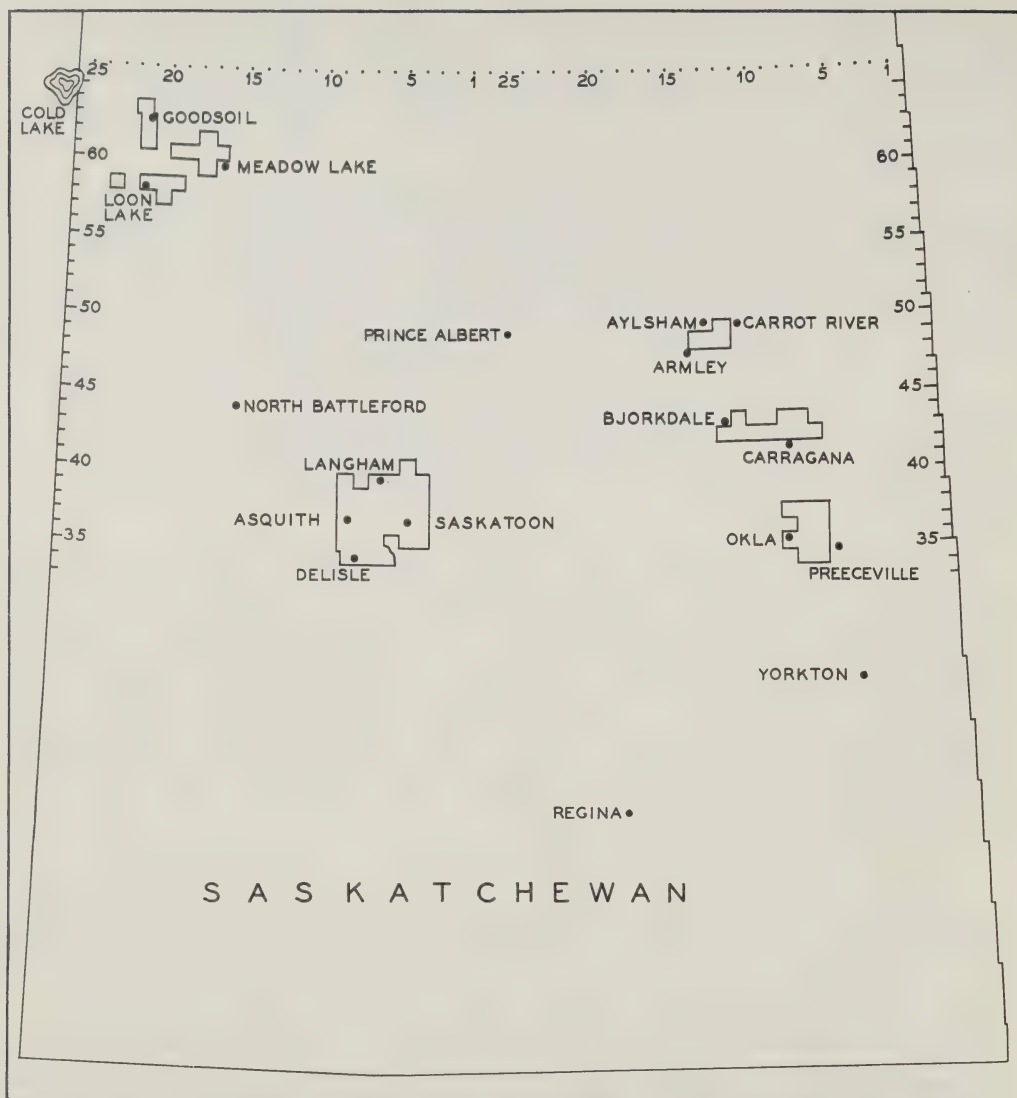 25 20 15 10 5 1 25 20 15 10 5 1
COLD
LAKE
GOODSOIL
60
MEADOW LAKE
60
LOON
LAKE
55
55
50
PRINCE ALBERT
AYLSHAM
CARROT RIVER
50
ARMLEY
45
NORTH BATTLEFORD
BJORKDALE
45
CARRAGANA
40
LANGHAM
40
ASQUITH
SASKATOON
35
OKLA
35
DELISLE
PREECEVILLE
YORKTON
REGINA
SASKATCHEWAN